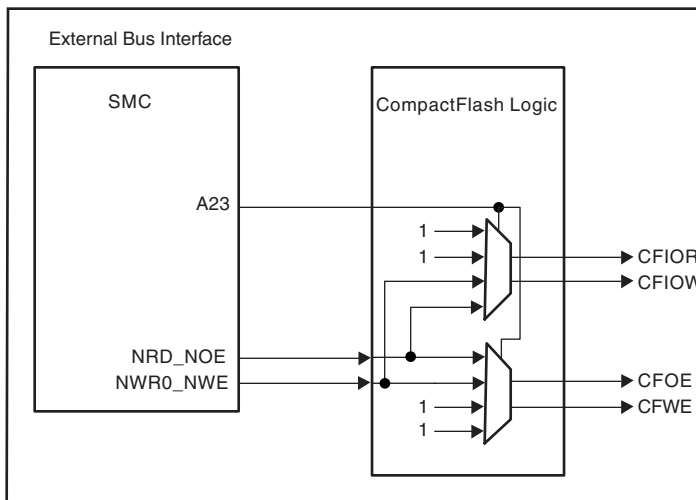 External Bus Interface
SMC
CompactFlash Logic
A23
1
1
CFIOR
CFIOW
NRD_NOE
NWR0_NWE
CFOE
1
CFWE
1